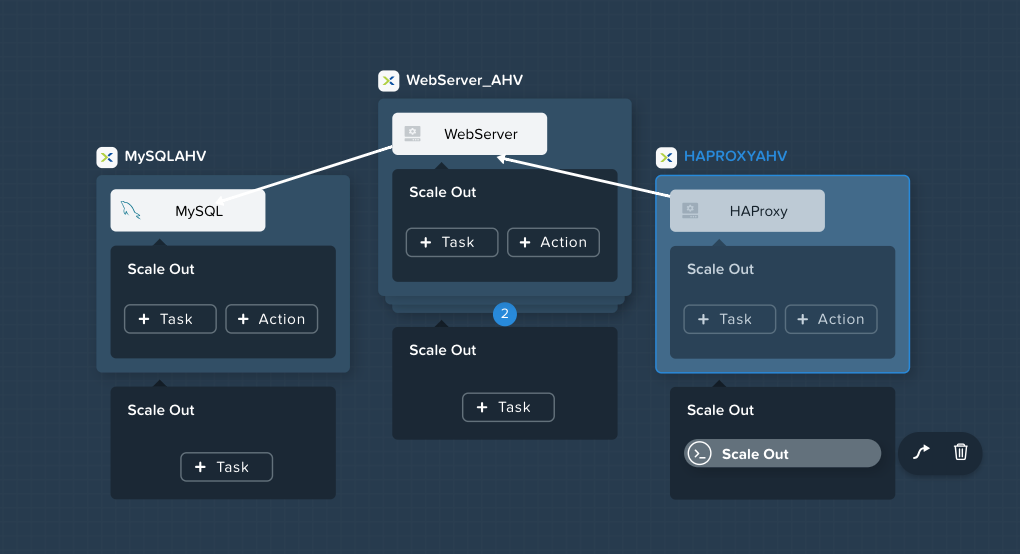 WebServer_AHV
WebServer
Scale Out
+ Task
+ Action
2
Scale Out
+ Task
MySQLAHV
MySQL
Scale Out
+ Task
+ Action
Scale Out
+ Task
HAPROXYAHV
HAProxy
Scale Out
+ Task
+ Action
Scale Out
Scale Out